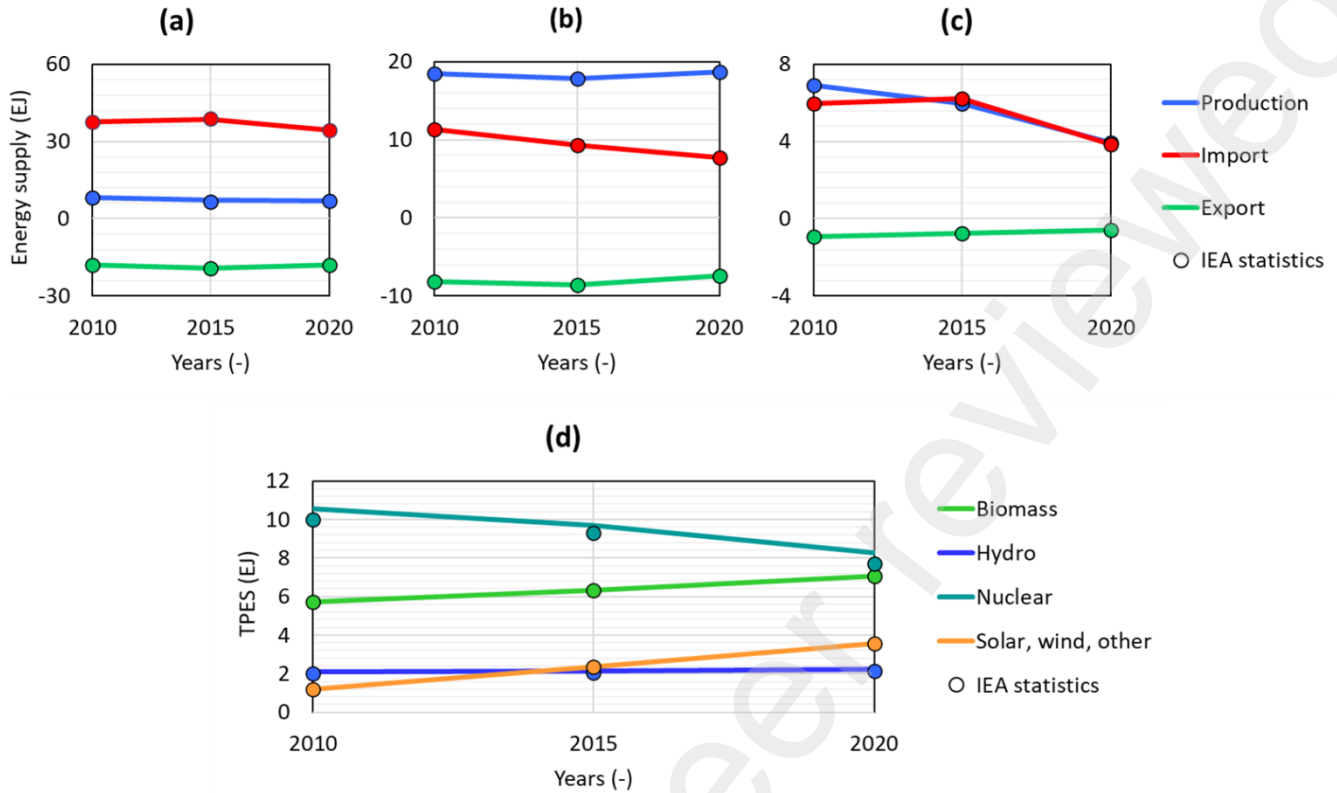 (a)
(b)
(c)
Energy supply (EJ)
60
30
0
-30
2010
2015
2020
Years (-)
20
10
0
-10
2010
2015
2020
Years (-)
8
4
0
-4
2010
2015
2020
Years (-)
Production
Import
Export
IEA statistics
(d)
TPES (EJ)
12
10
8
6
4
2
0
2010
2015
2020
Years (-)
Biomass
Hydro
Nuclear
Solar, wind, other
IEA statistics
eer reviewed